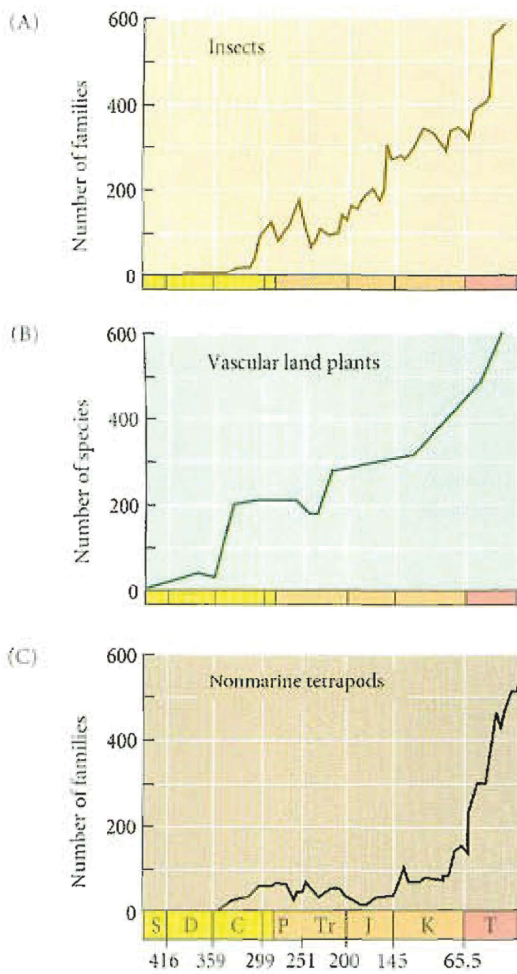 (A)
Insects
Number of families
600
400
200
0
(B)
Vascular land plants
Number of species
600
400
200
0
(C)
Nonmarine tetrapods
Number of families
600
400
200
0
S D C P Tr J K T
416 359 299 251 200 145 65.5